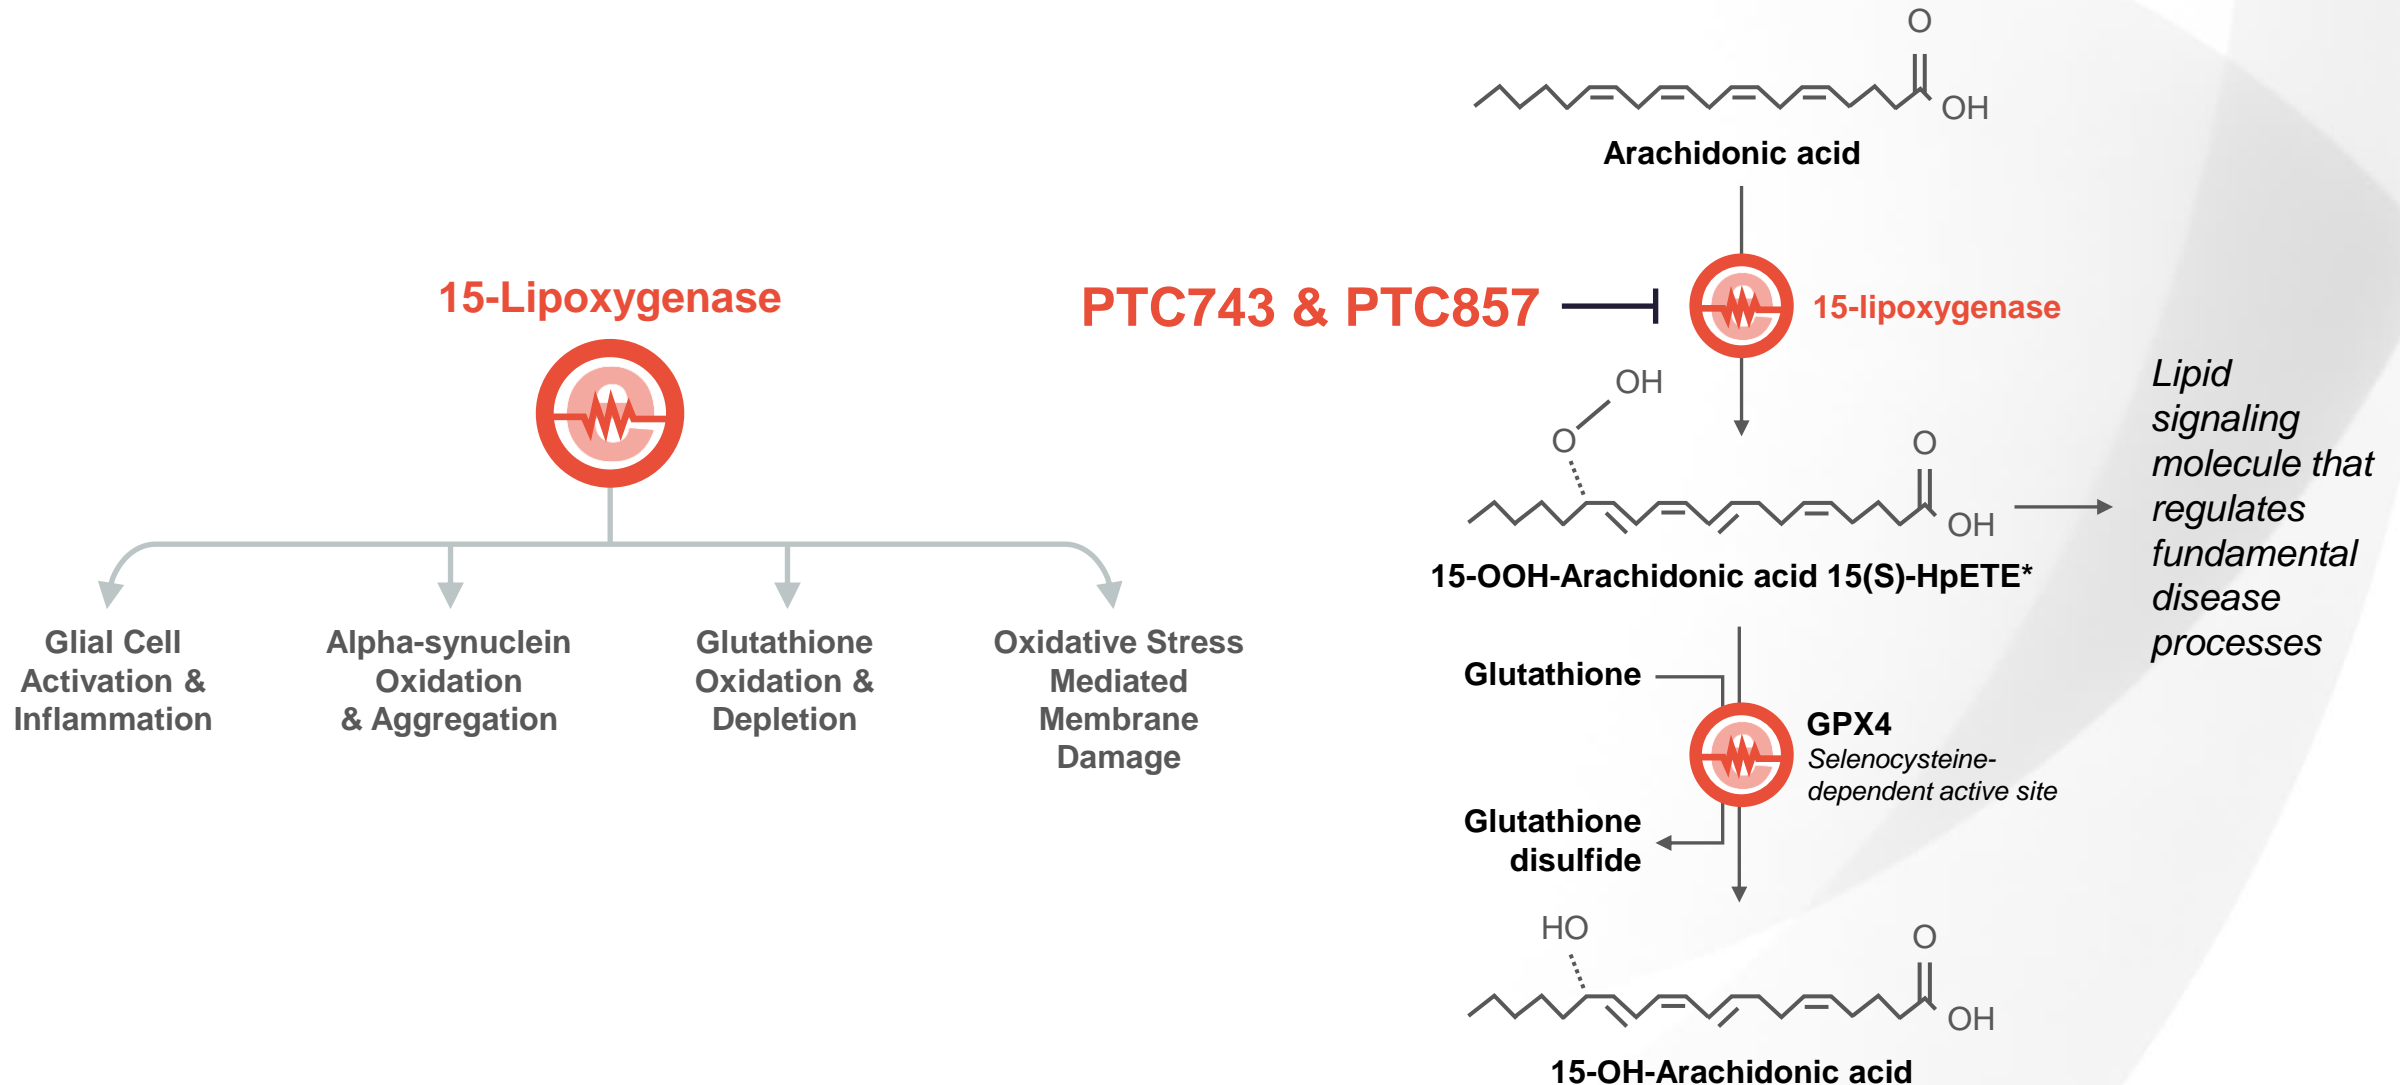 15-Lipoxygenase
Glial Cell
Activation &
Inflammation
Alpha-synuclein
Oxidation
& Aggregation
Glutathione
Oxidation &
Depletion
Oxidative Stress
Mediated
Membrane
Damage
O
OH
Arachidonic acid
PTC743 & PTC857
15-lipoxygenase
OH
O
O
OH
15-OOH-Arachidonic acid 15(S)-HpETE*
Lipid
signaling
molecule that
regulates
fundamental
disease
processes
Glutathione
GPX4
Selenocysteine-
dependent active site
Glutathione
disulfide
HO
O
OH
15-OH-Arachidonic acid